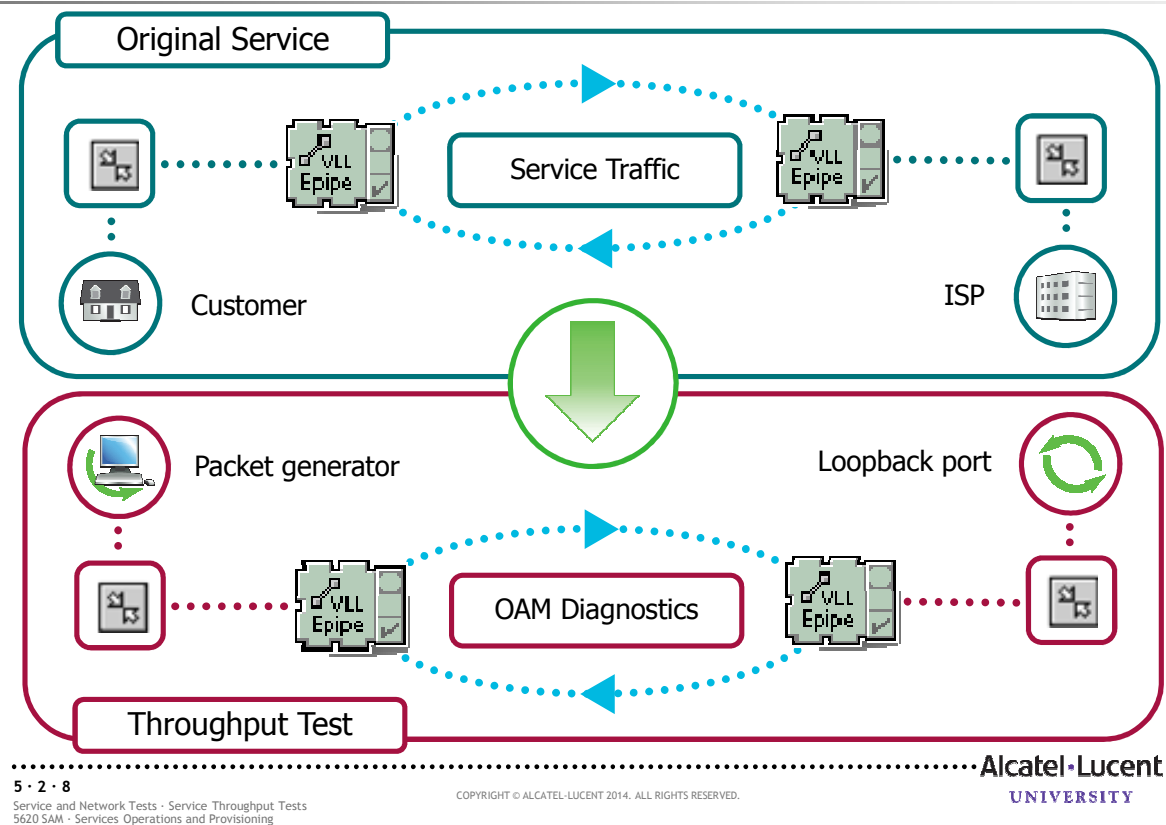 Original Service
VLL
Epipe
Service Traffic
VLL
Epipe
Customer
ISP
Packet generator
Loopback port
VLL
Epipe
OAM Diagnostics
VLL
Epipe
Throughput Test
Alcatel·Lucent
UNIVERSITY
5 · 2 · 8
COPYRIGHT © ALCATEL-LUCENT 2014. ALL RIGHTS RESERVED.
Service and Network Tests · Service Throughput Tests
5620 SAM · Services Operations and Provisioning